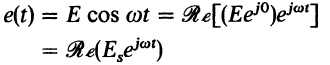 e(t) = E cos ωt = ℛℯ[(Ee^{j0})e^{jωt}]
= ℛℯ(E_s e^{jωt})